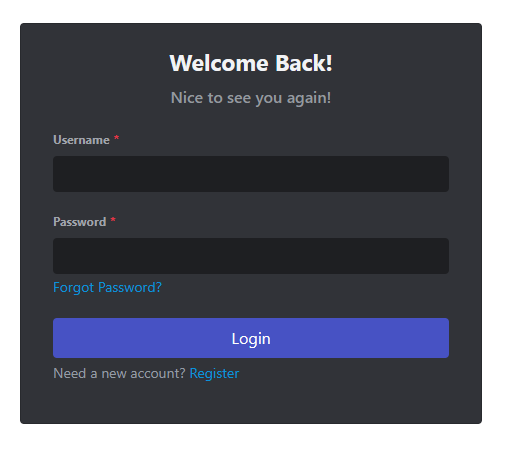 Welcome Back!
Nice to see you again!
Username *
Password *
Forgot Password?
Login
Need a new account? Register